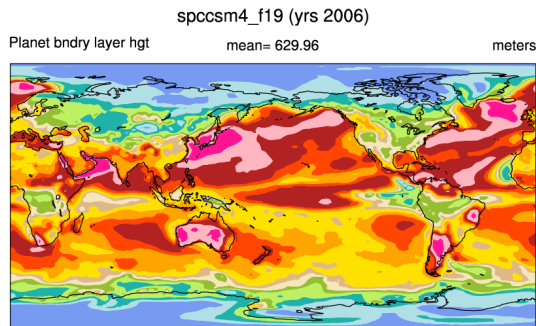 spccsm4_f19 (yrs 2006)
Planet bndry layer hgt mean= 629.96 meters